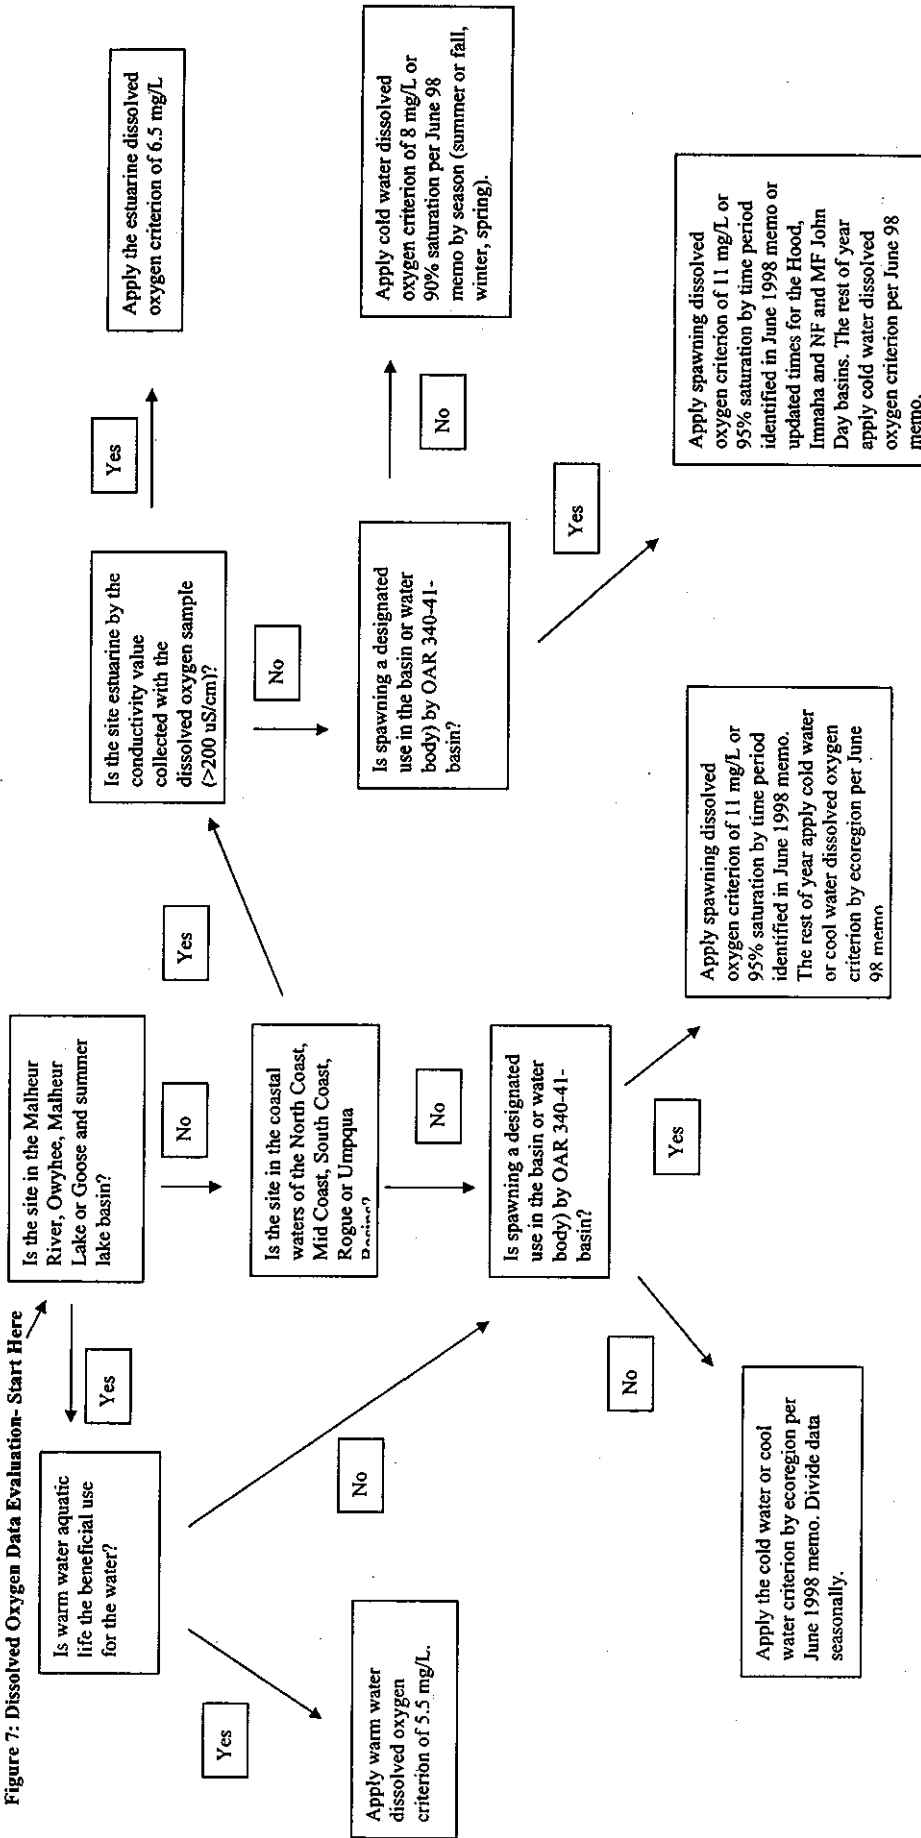 Figure 7: Dissolved Oxygen Data Evaluation- Start Here
Is the site in the Malheur
River, Owyhee, Malheur
Lake or Goose and summer
lake basin?
Yes
Is warm water aquatic
life the beneficial use
for the water?
Yes
Apply warm water
dissolved oxygen
criterion of 5.5 mg/L.
No
No
Is the site in the coastal
waters of the North Coast,
Mid Coast, South Coast,
Rogue or Umpqua
Yes
Is the site estuarine by the
conductivity value
collected with the
dissolved oxygen sample
(>200 uS/cm)?
Yes
Apply the estuarine dissolved
oxygen criterion of 6.5 mg/L
No
Is spawning a designated
use in the basin or water
body) by OAR 340-41-
basin?
No
Apply cold water dissolved
oxygen criterion of 8 mg/L or
90% saturation per June 98
memo by season (summer or fall,
winter, spring).
Yes
Apply spawning dissolved
oxygen criterion of 11 mg/L or
95% saturation by time period
identified in June 1998 memo or
updated times for the Hood,
Imnaha and NF and MF John
Day basins. The rest of year
apply cold water dissolved
oxygen criterion per June 98
memo.
No
Is spawning a designated
use in the basin or water
body) by OAR 340-41-
basin?
Yes
Apply spawning dissolved
oxygen criterion of 11 mg/L or
95% saturation by time period
identified in June 1998 memo.
The rest of year apply cold water
or cool water dissolved oxygen
criterion by ecoregion per June
98 memo
No
Apply the cold water or cool
water criterion by ecoregion per
June 1998 memo. Divide data
seasonally.